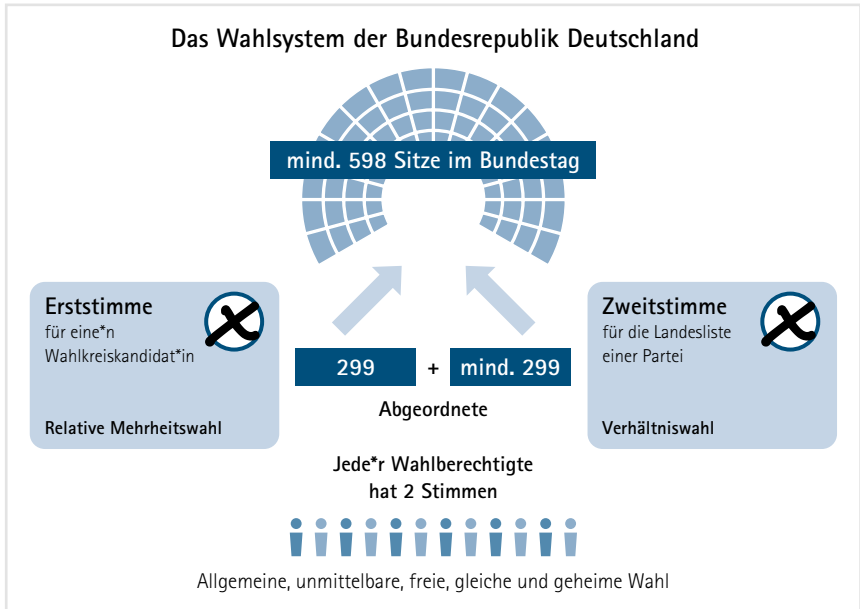 Das Wahlsystem der Bundesrepublik Deutschland
mind. 598 Sitze im Bundestag
Erststimme
für eine*n
Wahlkreiskandidat*in
Relative Mehrheitswahl
Zweitstimme
für die Landesliste
einer Partei
Verhältniswahl
299 + mind. 299
Abgeordnete
Jede*r Wahlberechtigte
hat 2 Stimmen
Allgemeine, unmittelbare, freie, gleiche und geheime Wahl